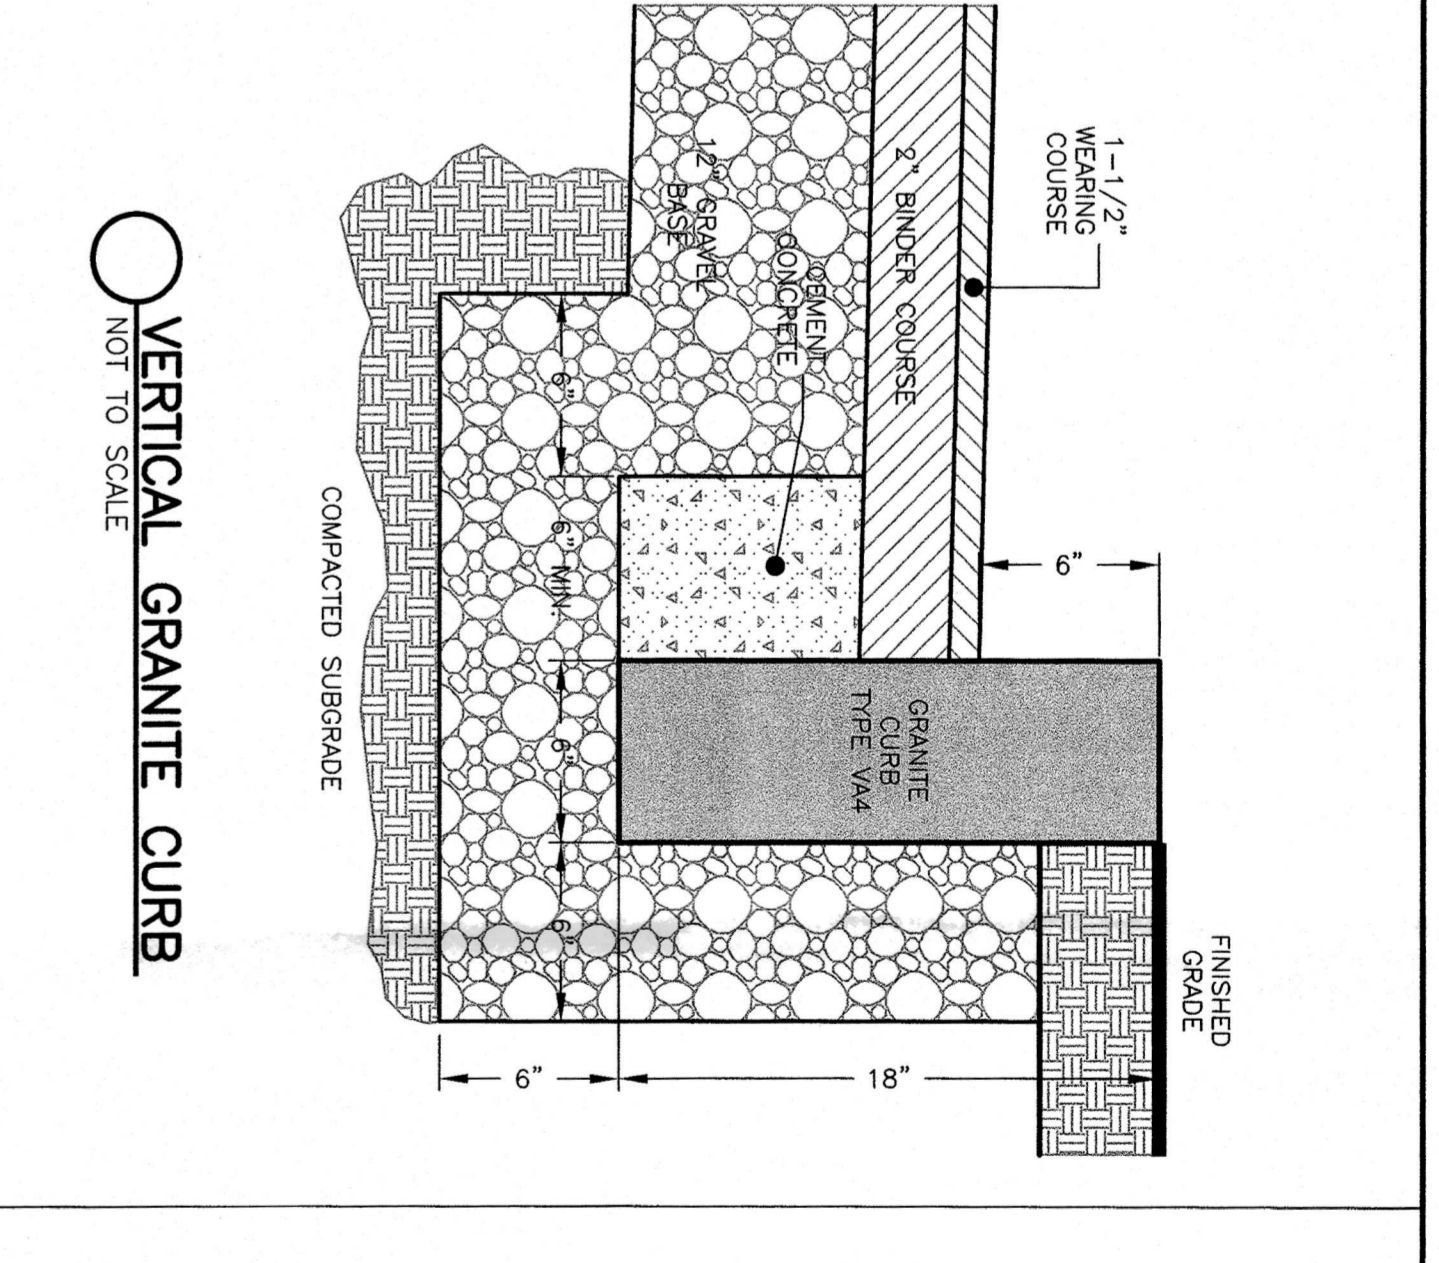 1-1/2"
WEARING
COURSE
FINISHED
GRADE
6"
2" BINDER COURSE
GRANITE
CURB
TYPE VA4
18"
CEMENT
CONCRETE
12" GRAVEL
BASE
6"
6" MIN.
6"
6"
6"
COMPACTED SUBGRADE
VERTICAL GRANITE CURB
NOT TO SCALE